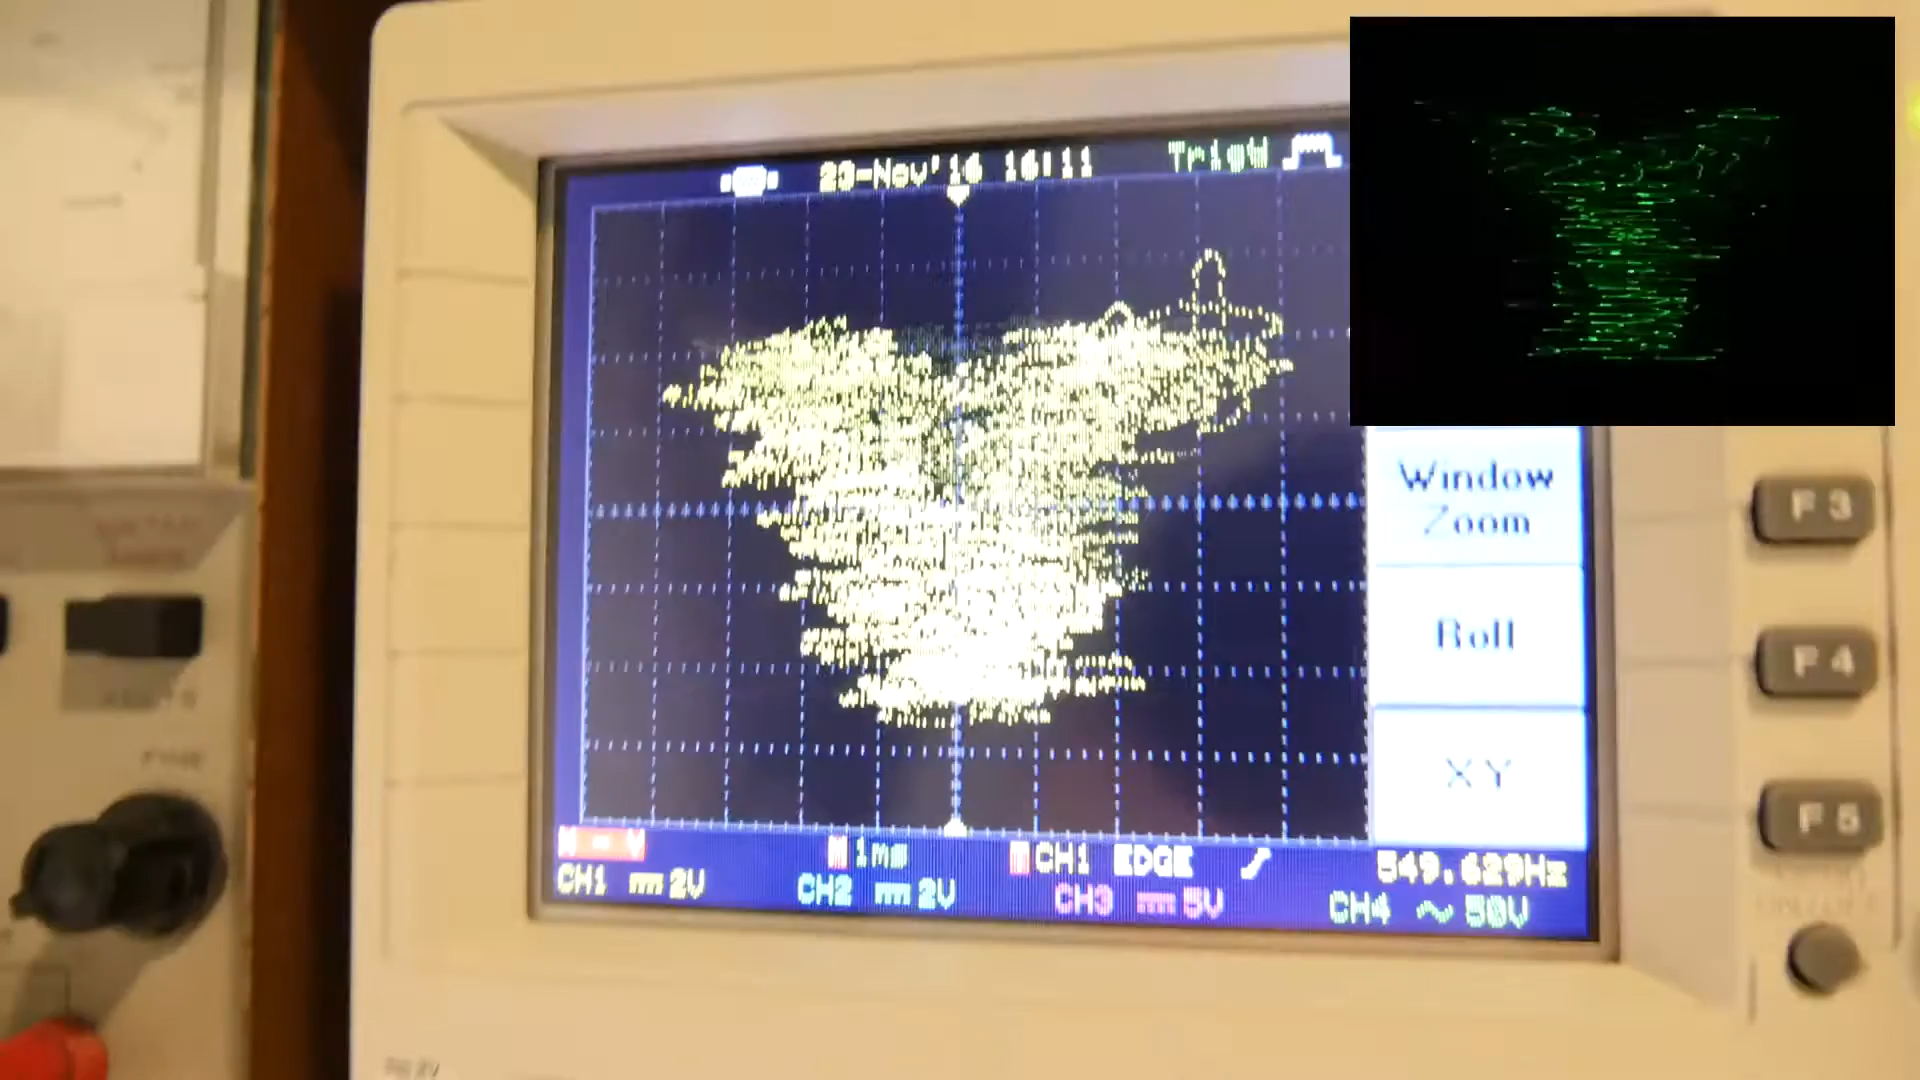 23-Nov'16 16:11 TrigW
Window
Zoom
Roll
XY
F3
F4
F5
1ms CH1 EDGE 549.629Hz
CH1 2V CH2 2V CH3 5V CH4 50V